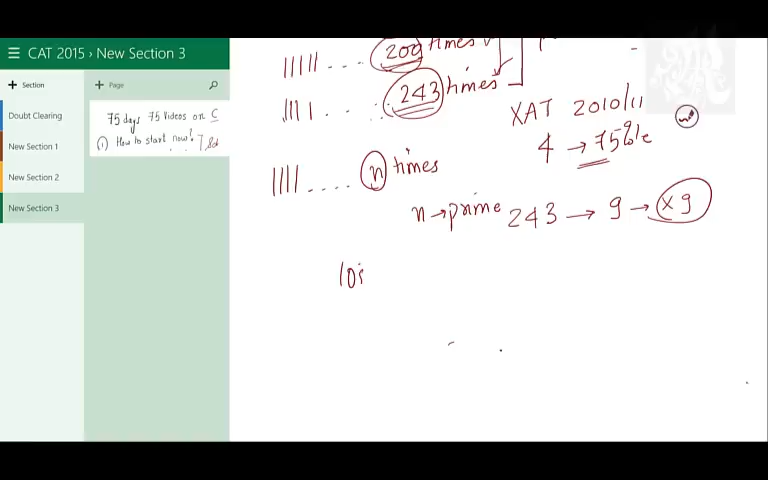 CAT 2015 › New Section 3
+ Section
+ Page
Doubt Clearing
New Section 1
New Section 2
New Section 3
75 days 75 Videos on C
(1) How to start now?
11111 ... 209 times
1111 . . . . 243 times
XAT 2010/11
4 → 75%le
1111 .... n times
n → prime 243 → 9 → x9